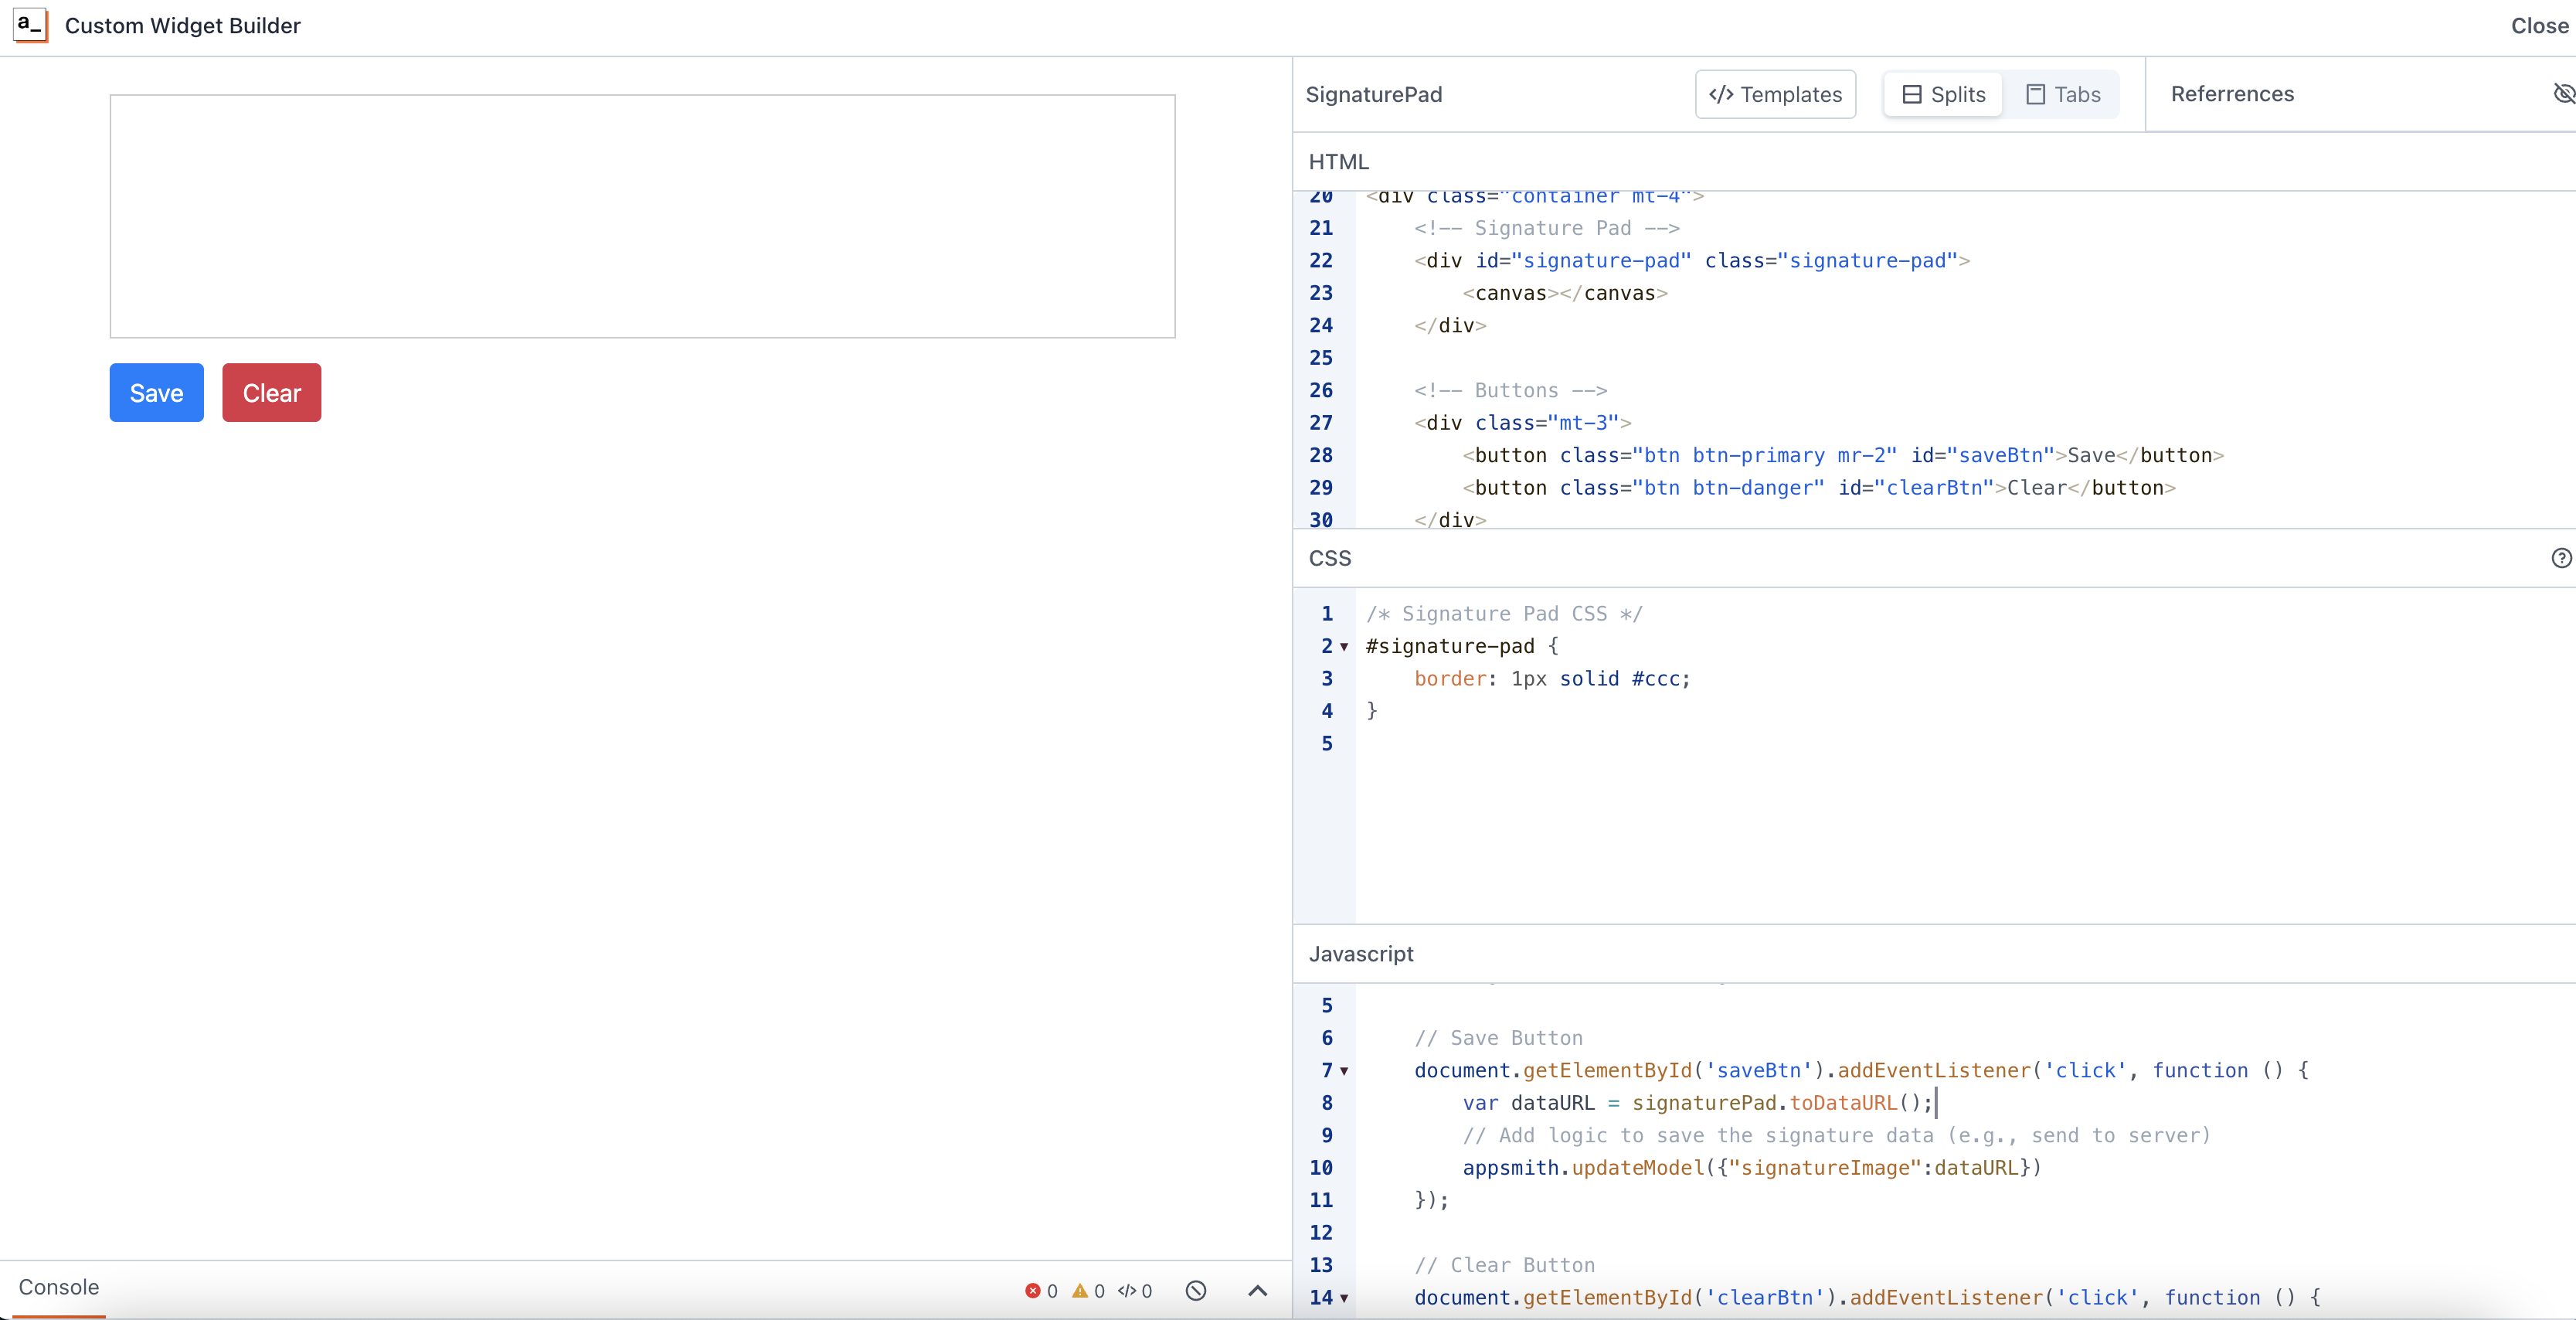 a_ Custom Widget Builder Close
Save Clear
SignaturePad </> Templates Splits Tabs Referrences
HTML
20 <div class="container mt-4">
21 <!-- Signature Pad -->
22 <div id="signature-pad" class="signature-pad">
23 <canvas></canvas>
24 </div>
25
26 <!-- Buttons -->
27 <div class="mt-3">
28 <button class="btn btn-primary mr-2" id="saveBtn">Save</button>
29 <button class="btn btn-danger" id="clearBtn">Clear</button>
30 </div>
CSS
1 /* Signature Pad CSS */
2 #signature-pad {
3 border: 1px solid #ccc;
4 }
5
Javascript
5
6 // Save Button
7 document.getElementById('saveBtn').addEventListener('click', function () {
8 var dataURL = signaturePad.toDataURL();
9 // Add logic to save the signature data (e.g., send to server)
10 appsmith.updateModel({"signatureImage":dataURL})
11 });
12
13 // Clear Button
14 document.getElementById('clearBtn').addEventListener('click', function () {
Console 0 0 </> 0